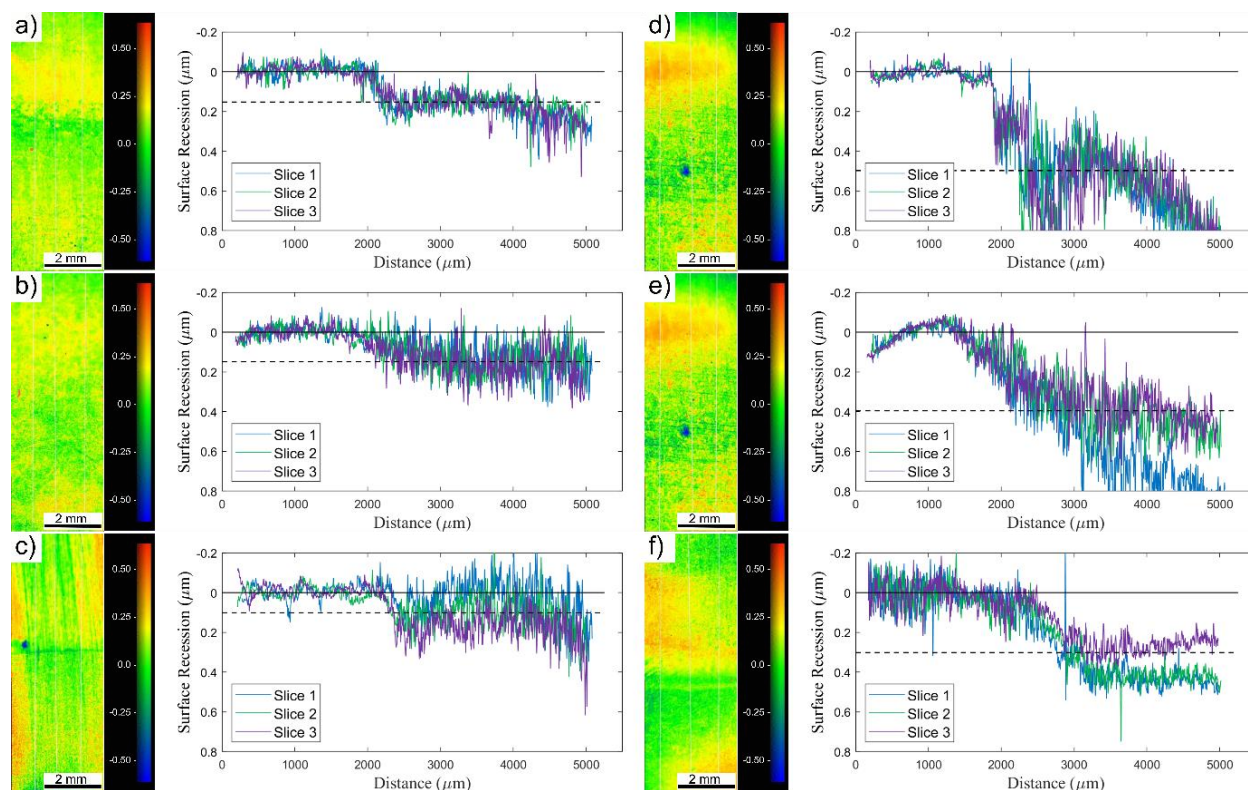 a)
0.50
0.25
0.0
-0.25
-0.50
2 mm
Surface Recession (μm)
-0.2
0
0.2
0.4
0.6
0.8
Slice 1
Slice 2
Slice 3
0 1000 2000 3000 4000 5000
Distance (μm)
b)
0.50
0.25
0.0
-0.25
-0.50
2 mm
Surface Recession (μm)
-0.2
0
0.2
0.4
0.6
0.8
Slice 1
Slice 2
Slice 3
0 1000 2000 3000 4000 5000
Distance (μm)
c)
0.50
0.25
0.0
-0.25
-0.50
2 mm
Surface Recession (μm)
-0.2
0
0.2
0.4
0.6
0.8
Slice 1
Slice 2
Slice 3
0 1000 2000 3000 4000 5000
Distance (μm)
d)
0.50
0.25
0.0
-0.25
-0.50
2 mm
Surface Recession (μm)
-0.2
0
0.2
0.4
0.6
0.8
Slice 1
Slice 2
Slice 3
0 1000 2000 3000 4000 5000
Distance (μm)
e)
0.50
0.25
0.0
-0.25
-0.50
2 mm
Surface Recession (μm)
-0.2
0
0.2
0.4
0.6
0.8
Slice 1
Slice 2
Slice 3
0 1000 2000 3000 4000 5000
Distance (μm)
f)
0.50
0.25
0.0
-0.25
-0.50
2 mm
Surface Recession (μm)
-0.2
0
0.2
0.4
0.6
0.8
Slice 1
Slice 2
Slice 3
0 1000 2000 3000 4000 5000
Distance (μm)